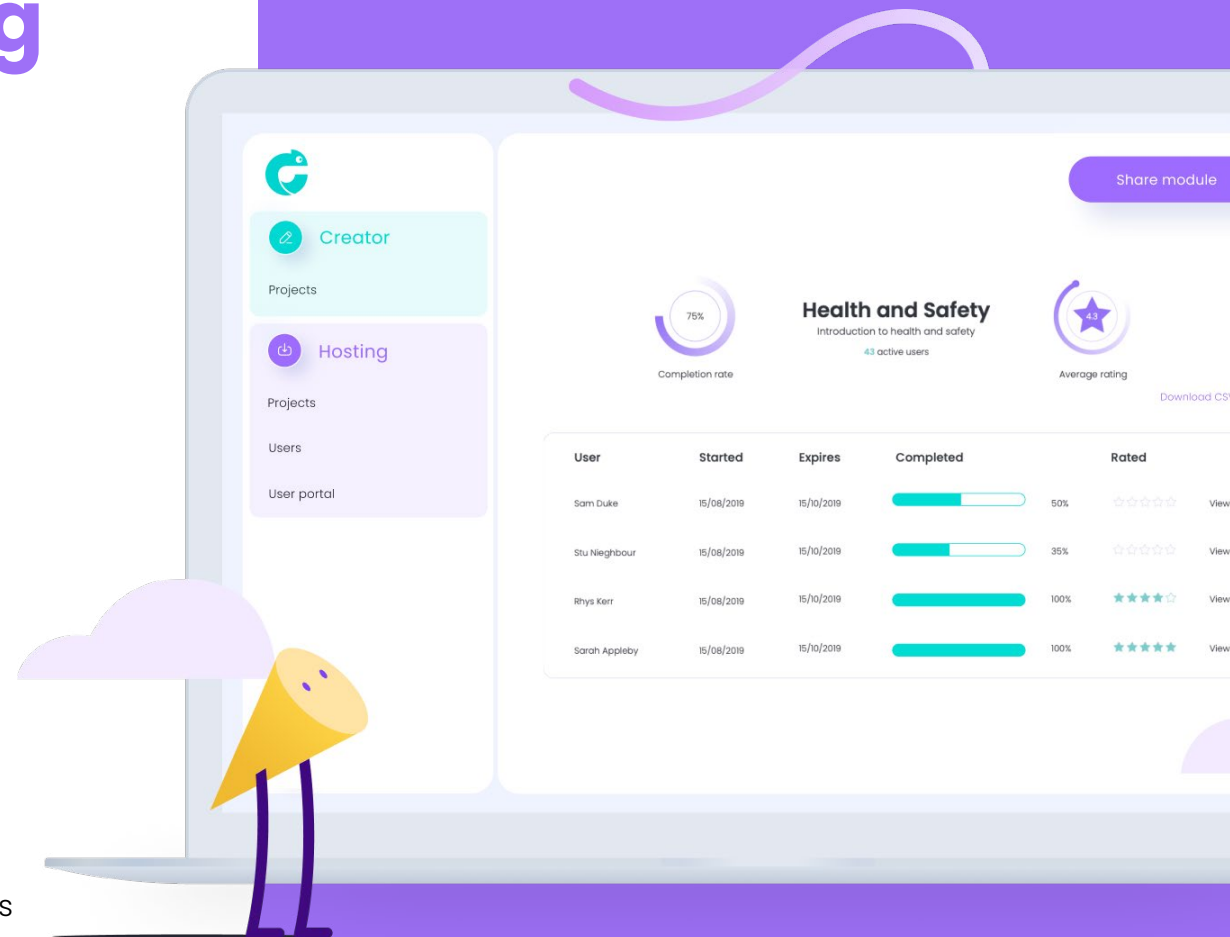 g
Share module
Creator
Projects
Hosting
Projects
Users
User portal
75%
Completion rate
Health and Safety
Introduction to health and safety
43 active users
4.3
Average rating
Download CSV
User Started Expires Completed Rated
Sam Duke 15/08/2019 15/10/2019 50% View
Stu Nieghbour 15/08/2019 15/10/2019 35% View
Rhys Kerr 15/08/2019 15/10/2019 100% View
Sarah Appleby 15/08/2019 15/10/2019 100% View
s